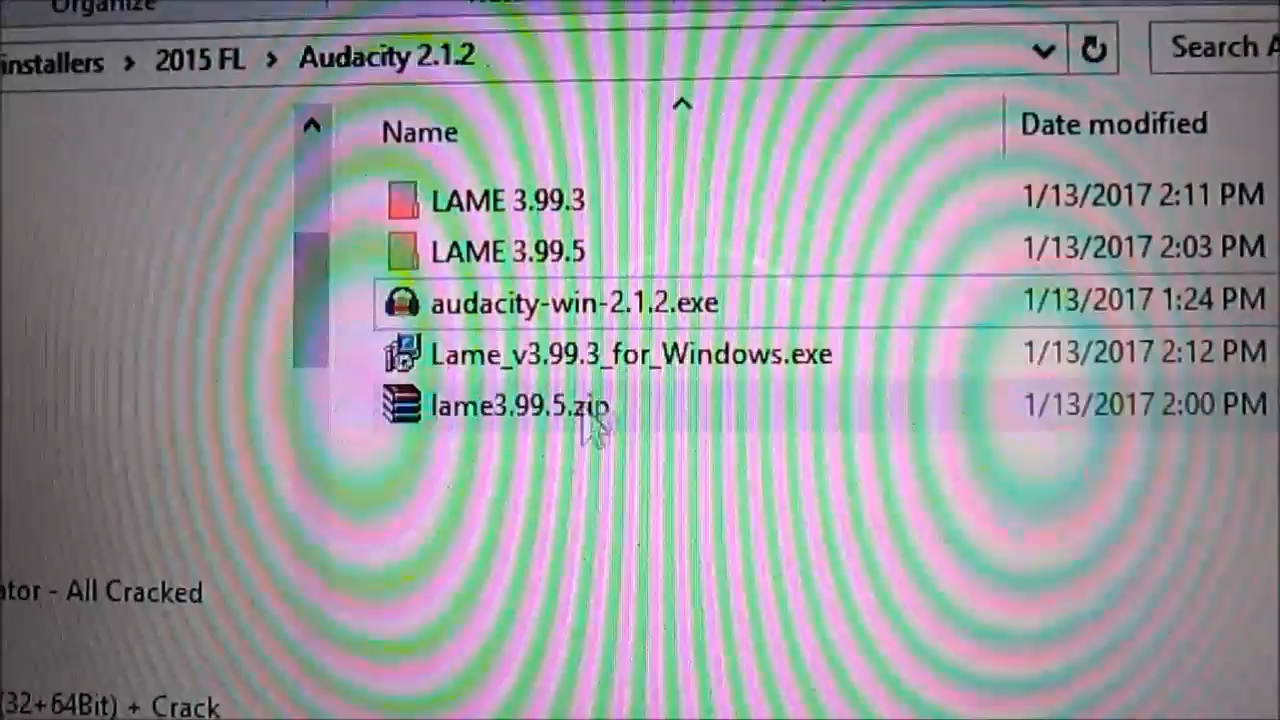 Organize
installers > 2015 FL > Audacity 2.1.2
Search A
Name
Date modified
LAME 3.99.3 1/13/2017 2:11 PM
LAME 3.99.5 1/13/2017 2:03 PM
audacity-win-2.1.2.exe 1/13/2017 1:24 PM
Lame_v3.99.3_for_Windows.exe 1/13/2017 2:12 PM
lame3.99.5.zip 1/13/2017 2:00 PM
ator - All Cracked
(32+64Bit) + Crack